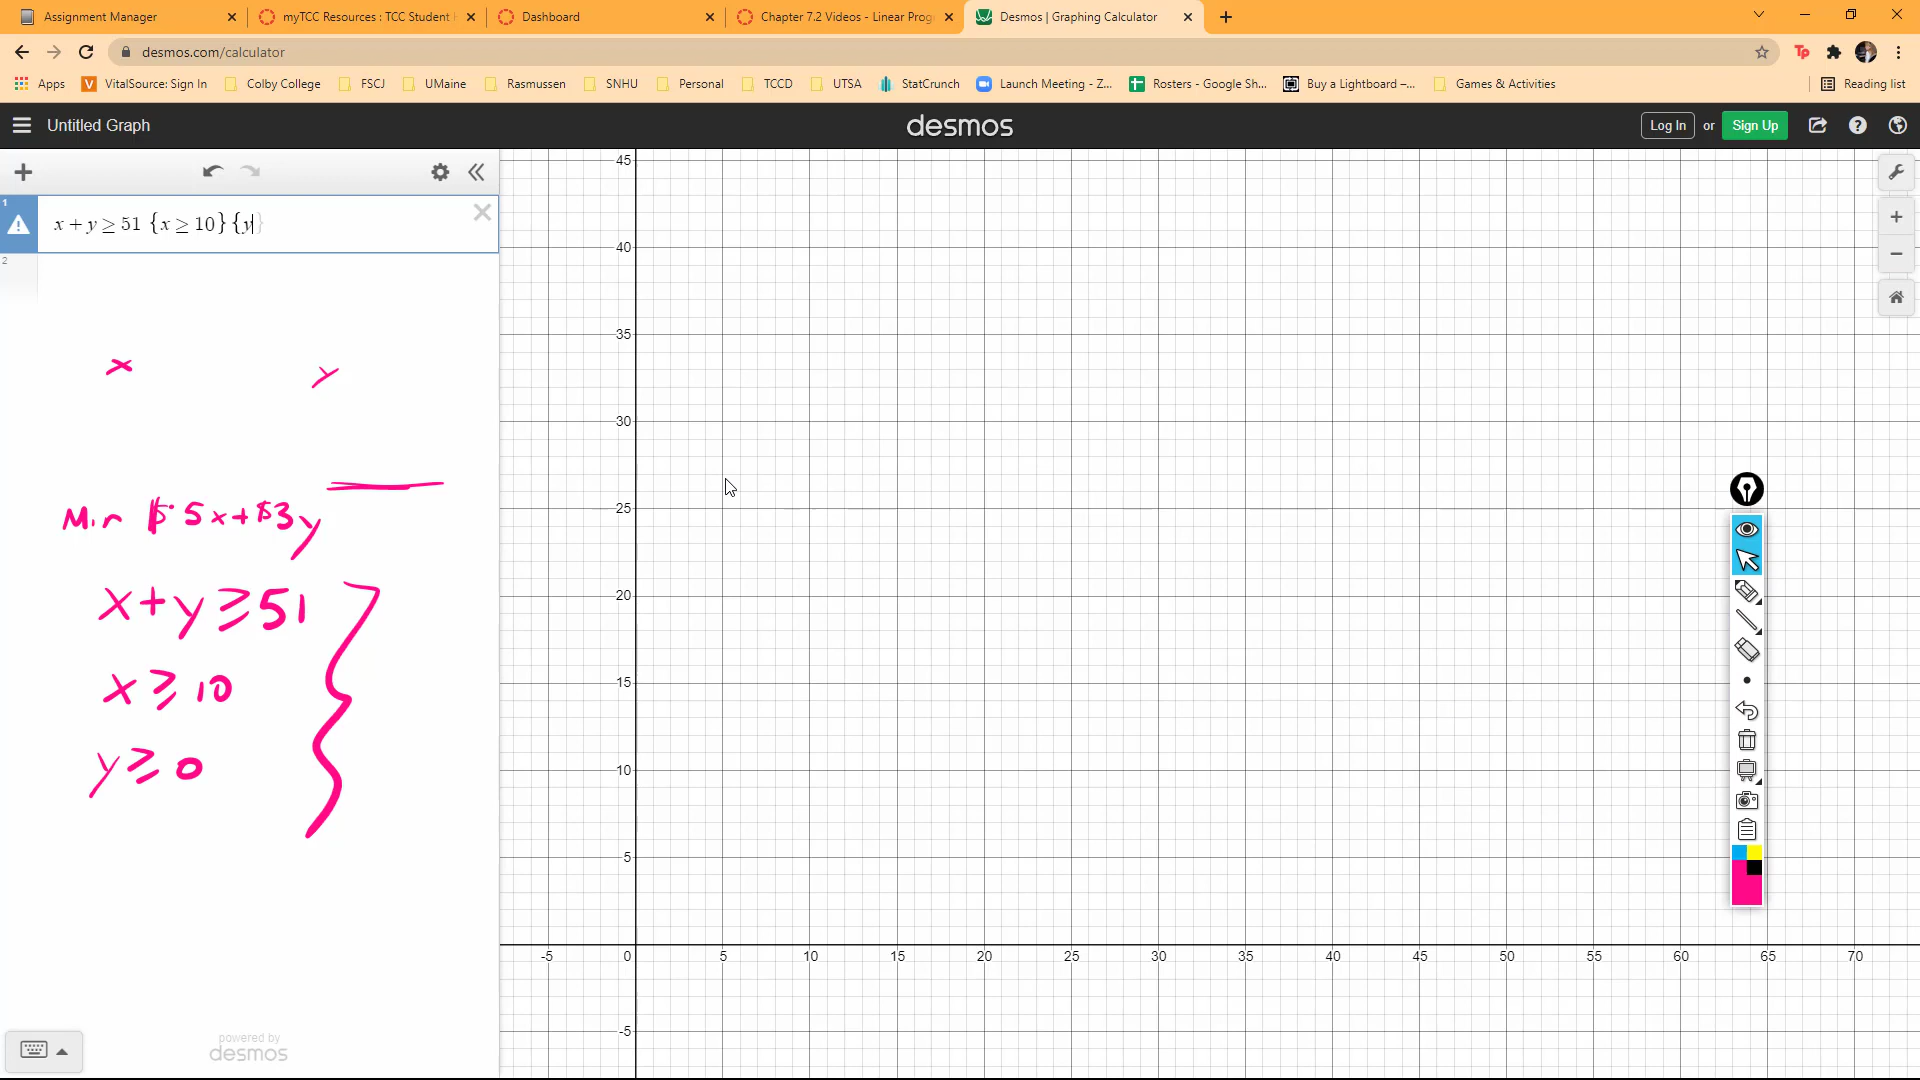 Assignment Manager
myTCC Resources : TCC Student
Dashboard
Chapter 7.2 Videos - Linear Prog
Desmos | Graphing Calculator
desmos.com/calculator
Apps
VitalSource: Sign In
Colby College
FSCJ
UMaine
Rasmussen
SNHU
Personal
TCCD
UTSA
StatCrunch
Launch Meeting - Z...
Rosters - Google Sh...
Buy a Lightboard –...
Games & Activities
Reading list
Untitled Graph
desmos
Log In
or
Sign Up
1
x + y ≥ 51 {x ≥ 10} {y}
2
x
y
Min $.5x+$3y
x+y≥51
x≥10
y≥0
45
40
35
30
25
20
15
10
5
-5
0
5
10
15
20
25
30
35
40
45
50
55
60
65
70
-5
powered by
desmos